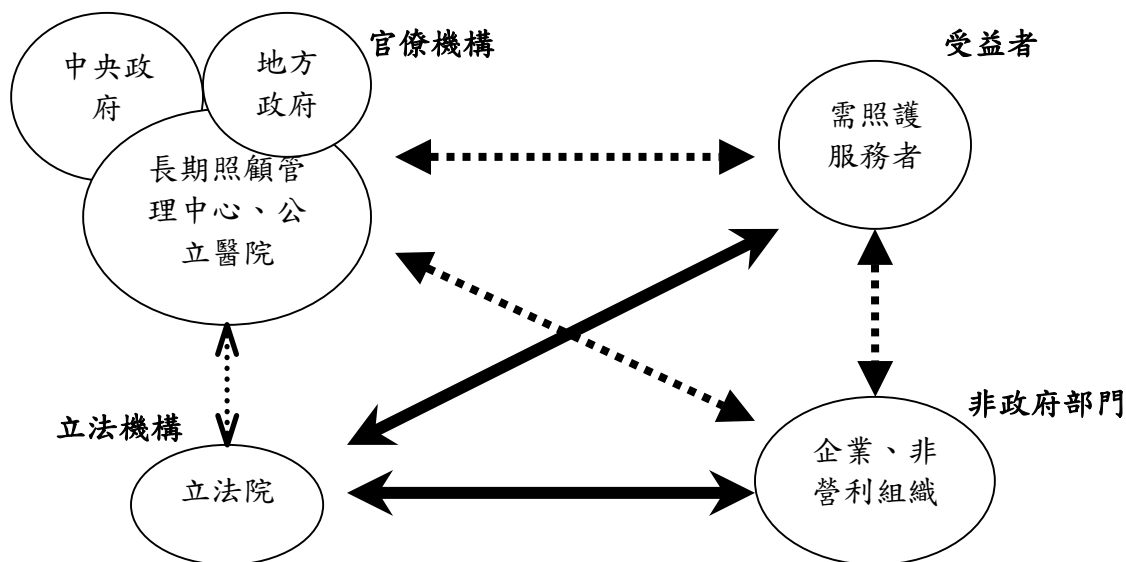 官僚機構
受益者
中央政
府
地方
政府
長期照顧管
理中心、公
立醫院
需照護
服務者
立法機構
立法院
非政府部門
企業、非
營利組織